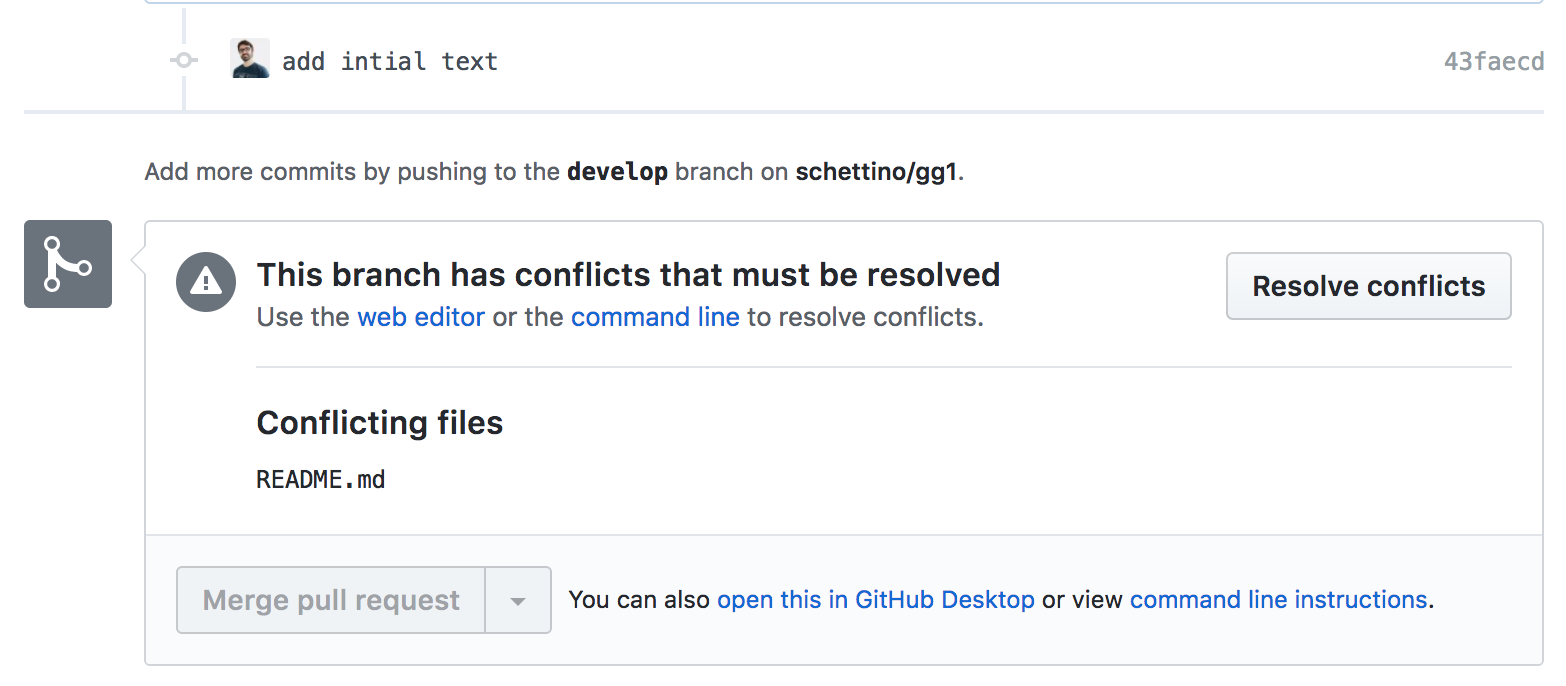 add intial text 43faecd
Add more commits by pushing to the develop branch on schettino/gg1.
This branch has conflicts that must be resolved
Use the web editor or the command line to resolve conflicts.
Resolve conflicts
Conflicting files
README.md
Merge pull request You can also open this in GitHub Desktop or view command line instructions.